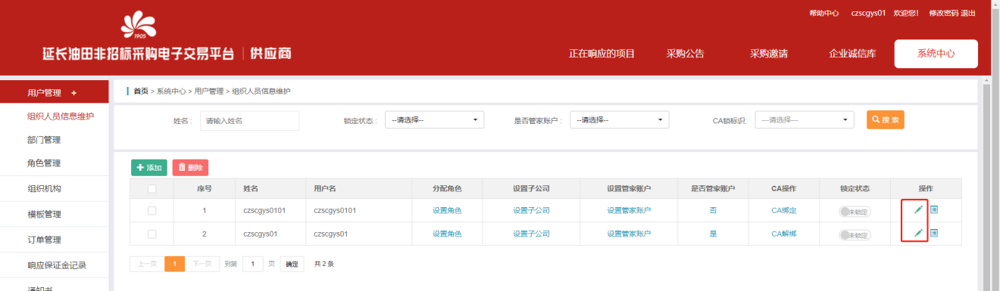 帮助中心 czscgys01 欢迎您! 修改密码 退出
1905
延长油田非招标采购电子交易平台 | 供应商
正在响应的项目 采购公告 采购邀请 企业诚信库 系统中心
用户管理 +
首页 > 系统中心 > 用户管理 > 组织人员信息维护
组织人员信息维护
部门管理
角色管理
组织机构
模板管理
订单管理
响应保证金记录
通知书
姓名: 请输入姓名 锁定状态: --请选择-- 是否管家账户: --请选择-- CA锁标识: ---请选择--- 搜索
+ 添加 删除
序号 姓名 用户名 分配角色 设置子公司 设置管家账户 是否管家账户 CA操作 锁定状态 操作
1 czscgys0101 czscgys0101 设置角色 设置子公司 设置管家账户 否 CA绑定 未锁定
2 czscgys01 czscgys01 设置角色 设置子公司 设置管家账户 是 CA解绑 未锁定
上一页 1 下一页 到第 1 页 确定 共 2 条